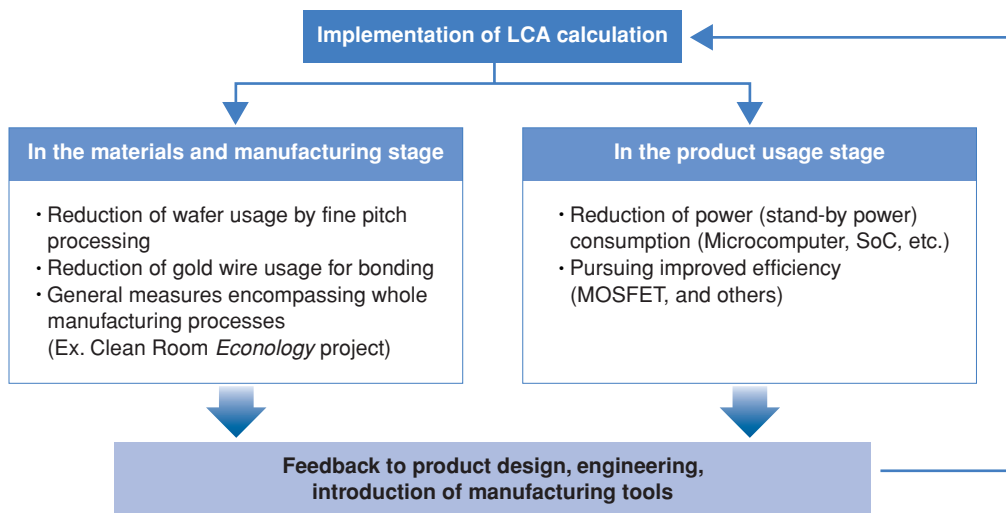 Implementation of LCA calculation
In the materials and manufacturing stage
・Reduction of wafer usage by fine pitch
processing
・Reduction of gold wire usage for bonding
・General measures encompassing whole
manufacturing processes
(Ex. Clean Room Econology project)
In the product usage stage
・Reduction of power (stand-by power)
consumption (Microcomputer, SoC, etc.)
・Pursuing improved efficiency
(MOSFET, and others)
Feedback to product design, engineering,
introduction of manufacturing tools